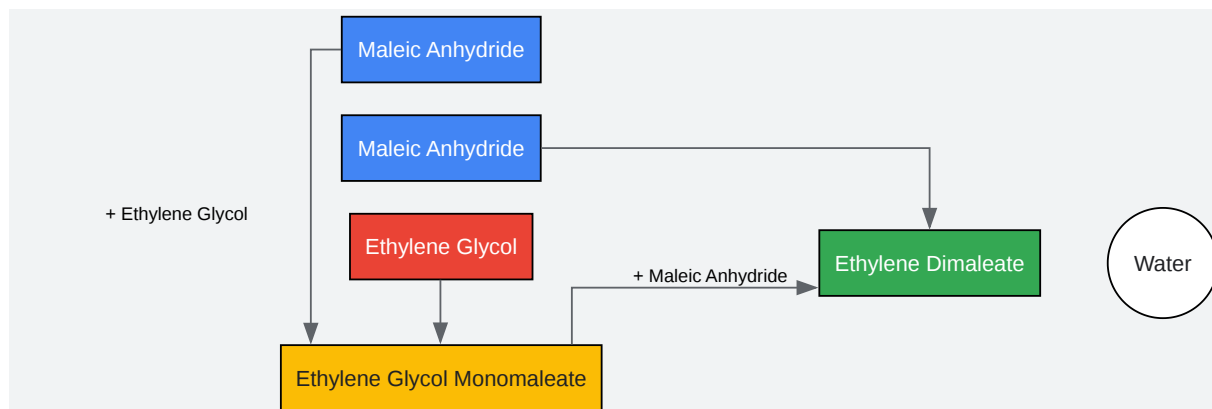 Maleic Anhydride
Maleic Anhydride
+ Ethylene Glycol
Ethylene Glycol
+ Maleic Anhydride
Ethylene Dimaleate
Water
Ethylene Glycol Monomaleate